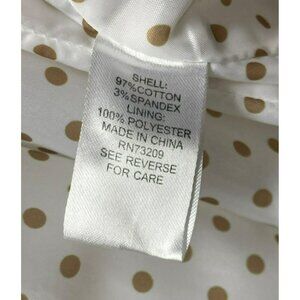 SHELL:
97%COTTON
3%SPANDEX
LINING:
100%POLYESTER
MADE IN CHINA
RN73209
SEE REVERSE
FOR CARE